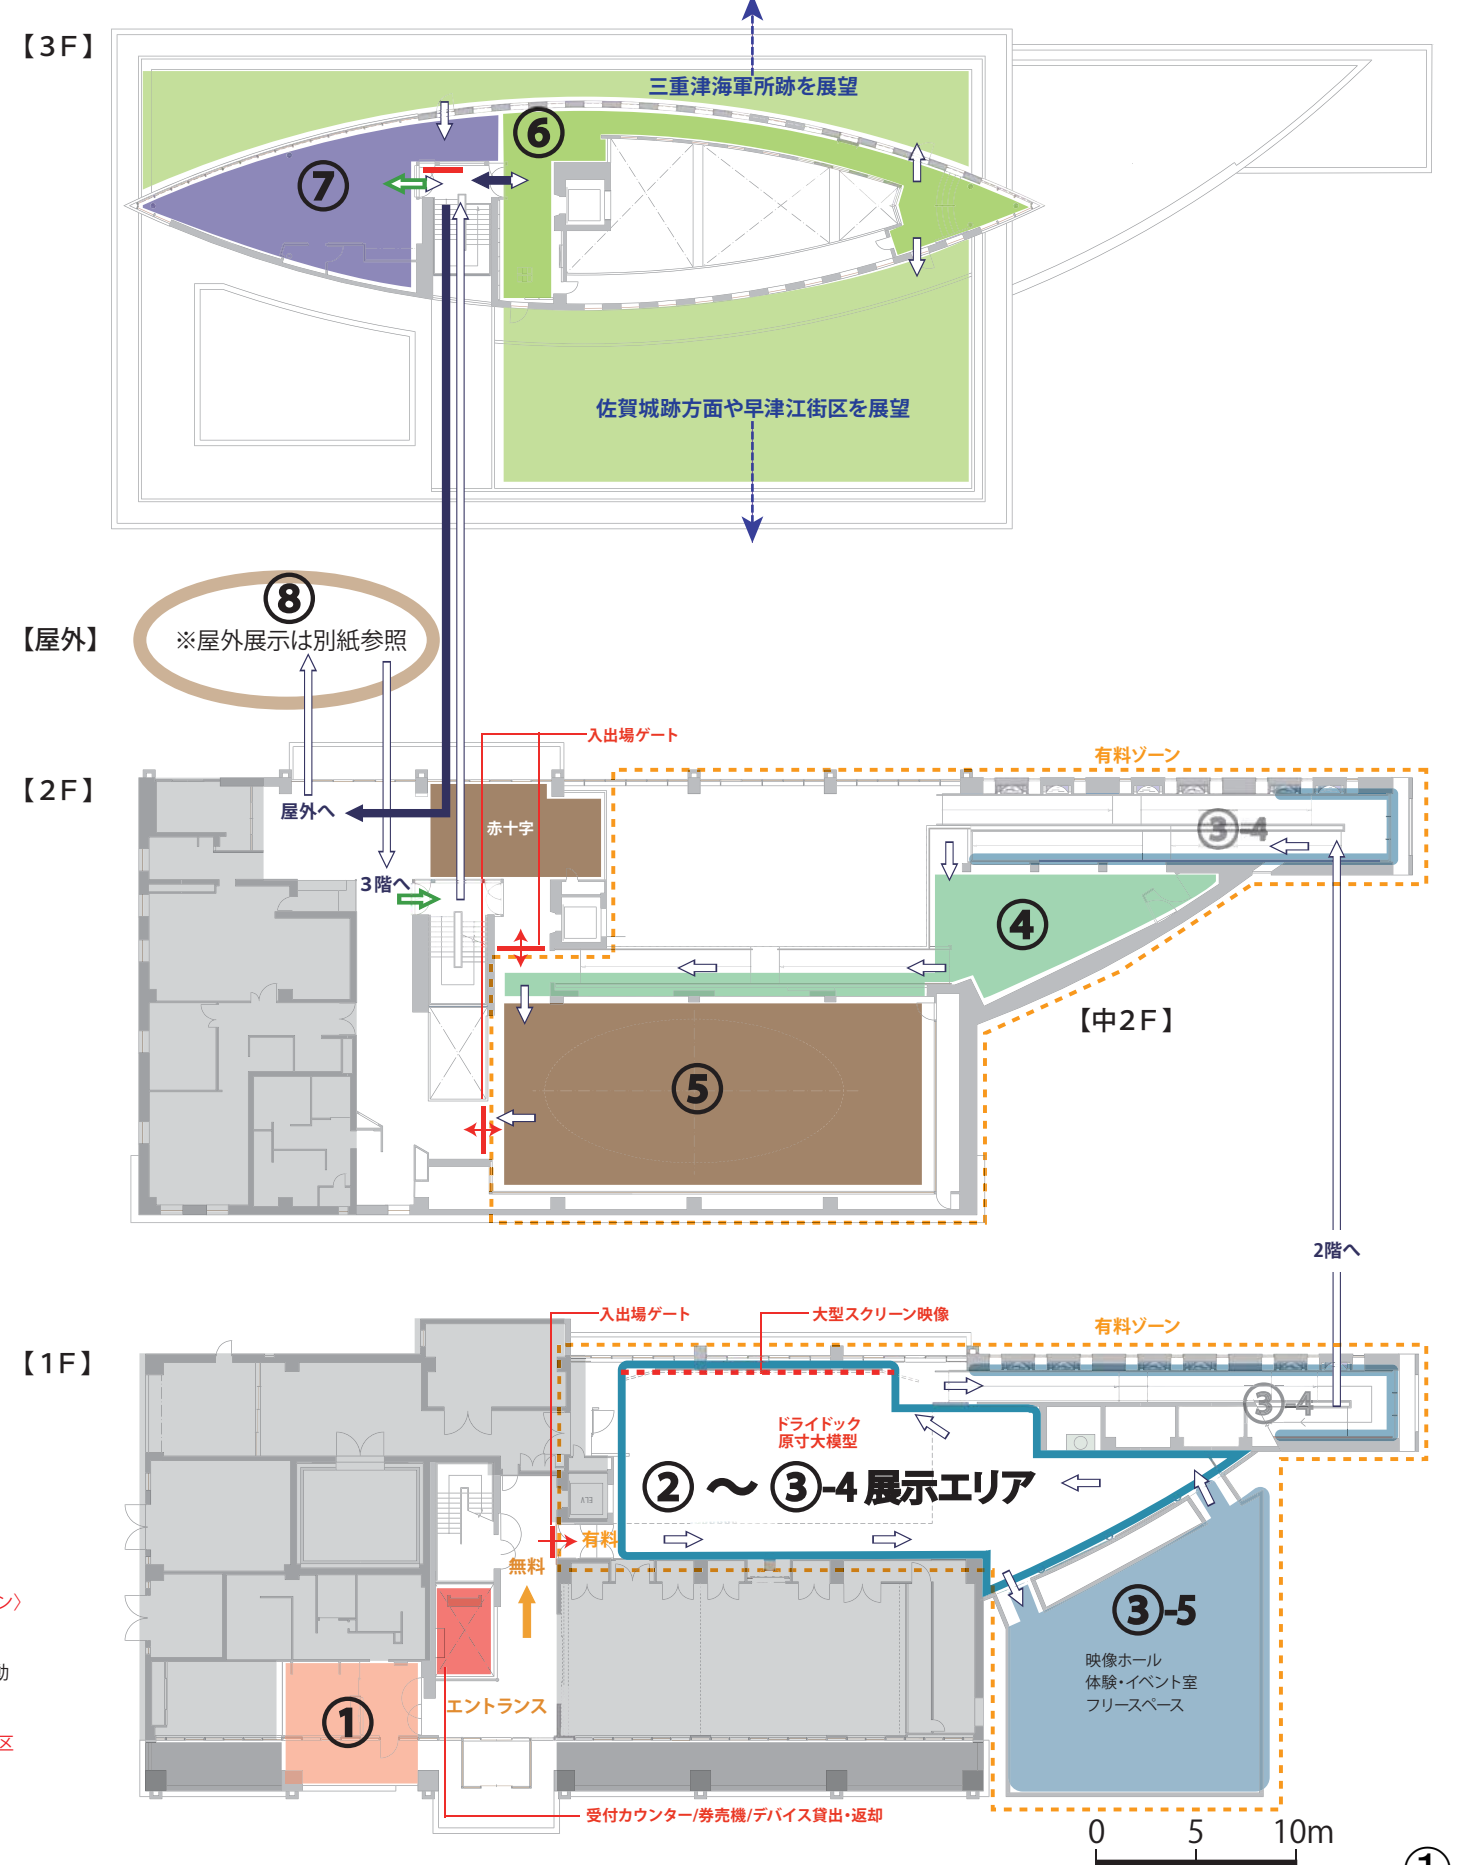 【3F】
三重津海軍所跡を展望
⑥
⑦
佐賀城跡方面や早津江街区を展望
【屋外】
⑧
※屋外展示は別紙参照
入出場ゲート
有料ゾーン
【2F】
屋外へ
赤十字
③-4
3階へ
④
【中2F】
⑤
2階へ
入出場ゲート
大型スクリーン映像
有料ゾーン
【1F】
③-4
ドライドック
原寸大模型
② ～ ③-4 展示エリア
ELV
有料
無料
ン〉
③-5
映像ホール
体験・イベント室
フリースペース
動
エントランス
①
区
受付カウンター/券売機/デバイス貸出・返却
0 5 10m
①